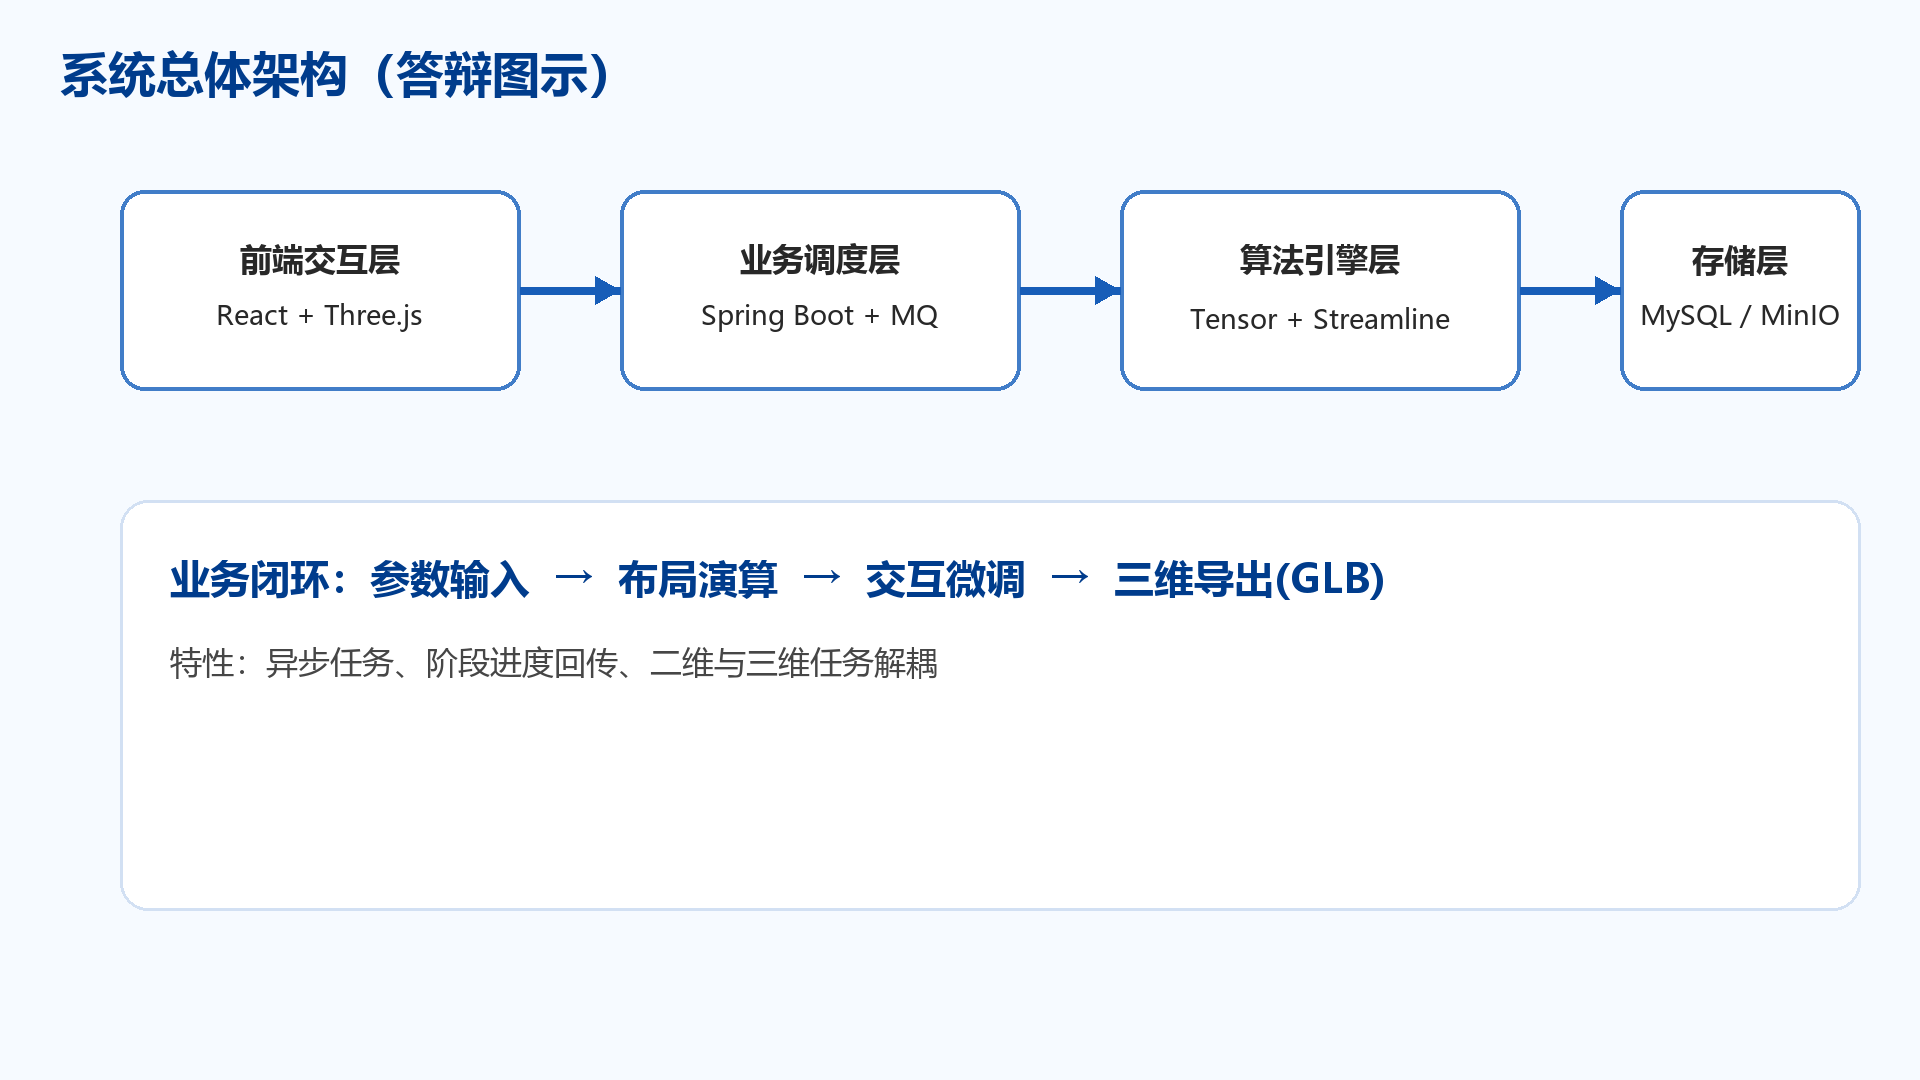 系统总体架构（答辩图示）
前端交互层
React + Three.js
业务调度层
Spring Boot + MQ
算法引擎层
Tensor + Streamline
存储层
MySQL / MinIO
业务闭环：参数输入 → 布局演算 → 交互微调 → 三维导出(GLB)
特性：异步任务、阶段进度回传、二维与三维任务解耦